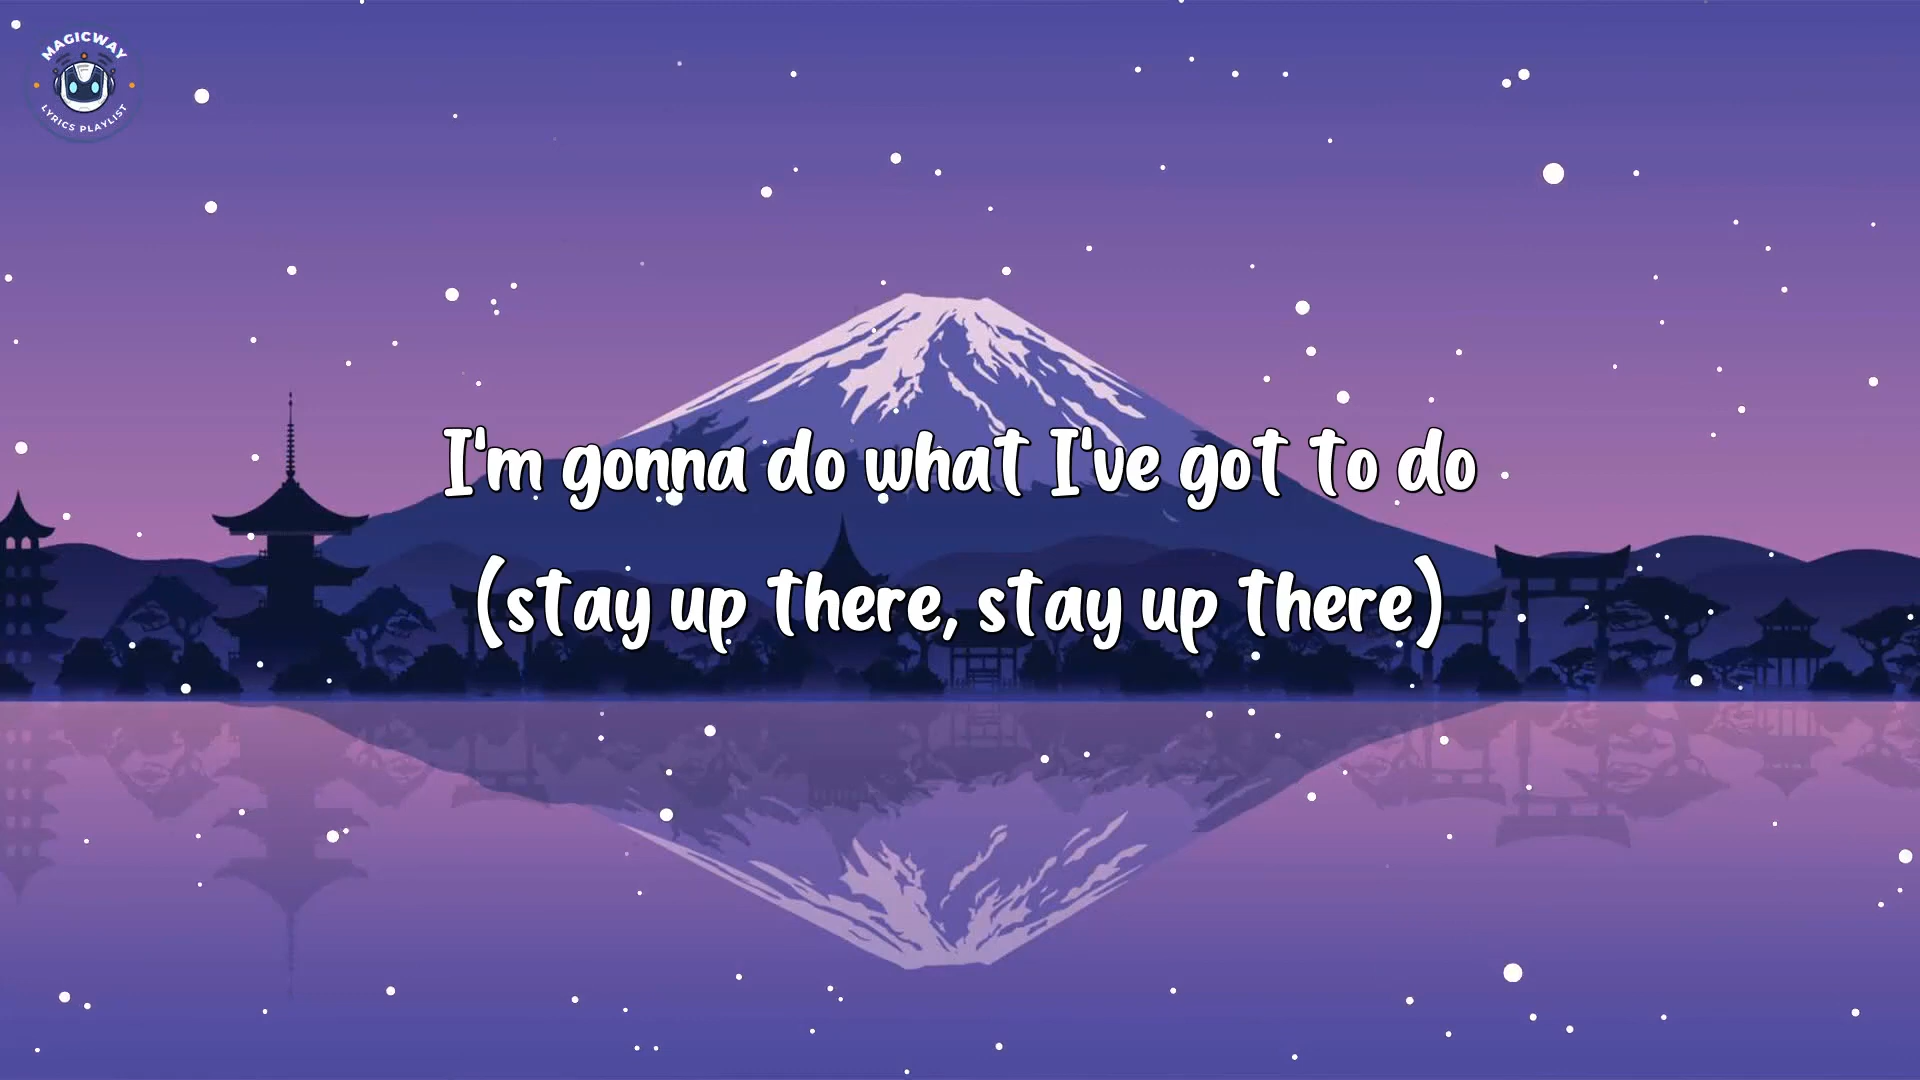 MAGICWAY
LYRICS PLAYLIST
I'm gonna do what I've got to do
(stay up there, stay up there)